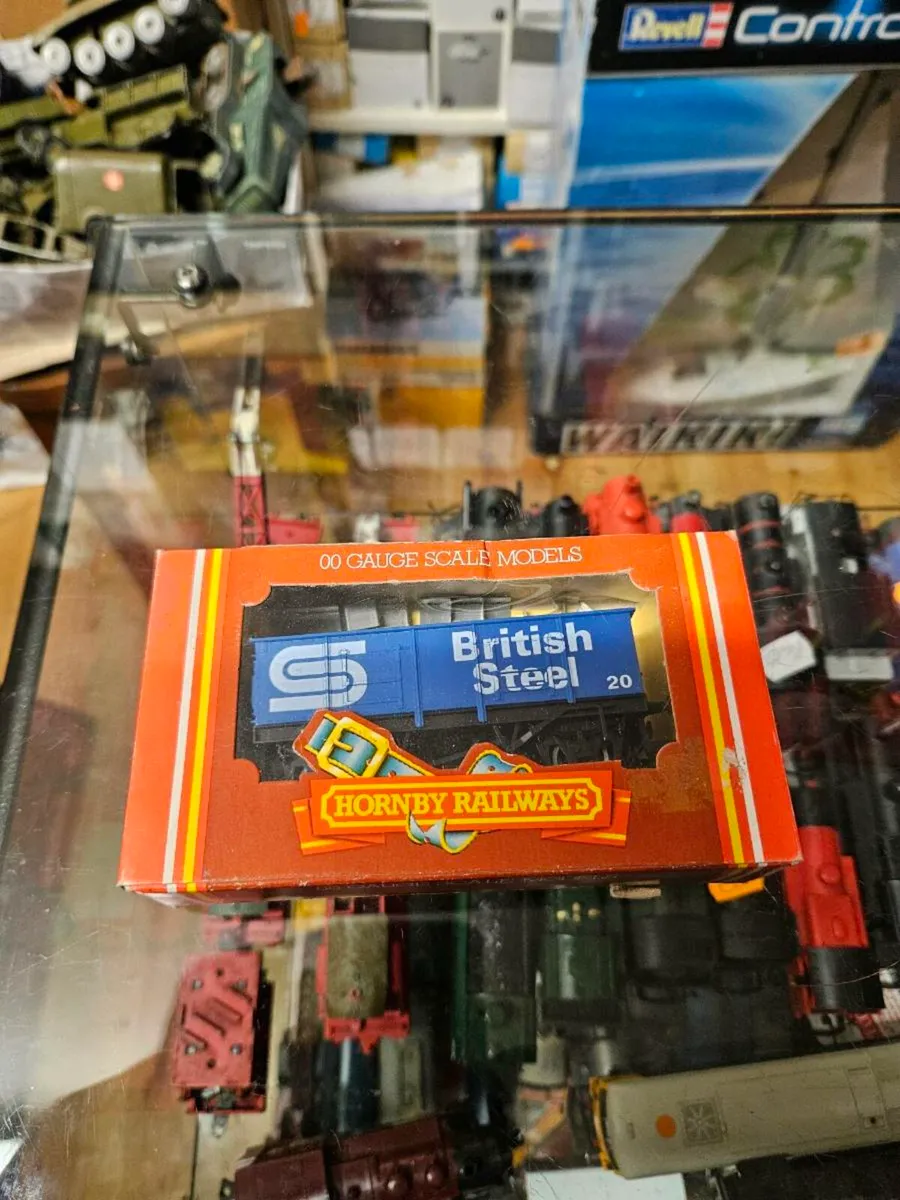 Revell Contro
WAIKIKI
00 GAUGE SCALE MODELS
British
Steel
20
HORNBY RAILWAYS